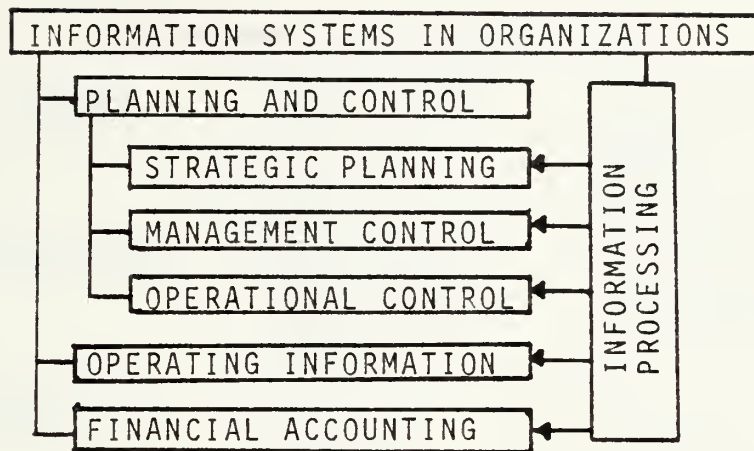 INFORMATION SYSTEMS IN ORGANIZATIONS
PLANNING AND CONTROL
STRATEGIC PLANNING
MANAGEMENT CONTROL
OPERATIONAL CONTROL
OPERATING INFORMATION
FINANCIAL ACCOUNTING
INFORMATION
PROCESSING